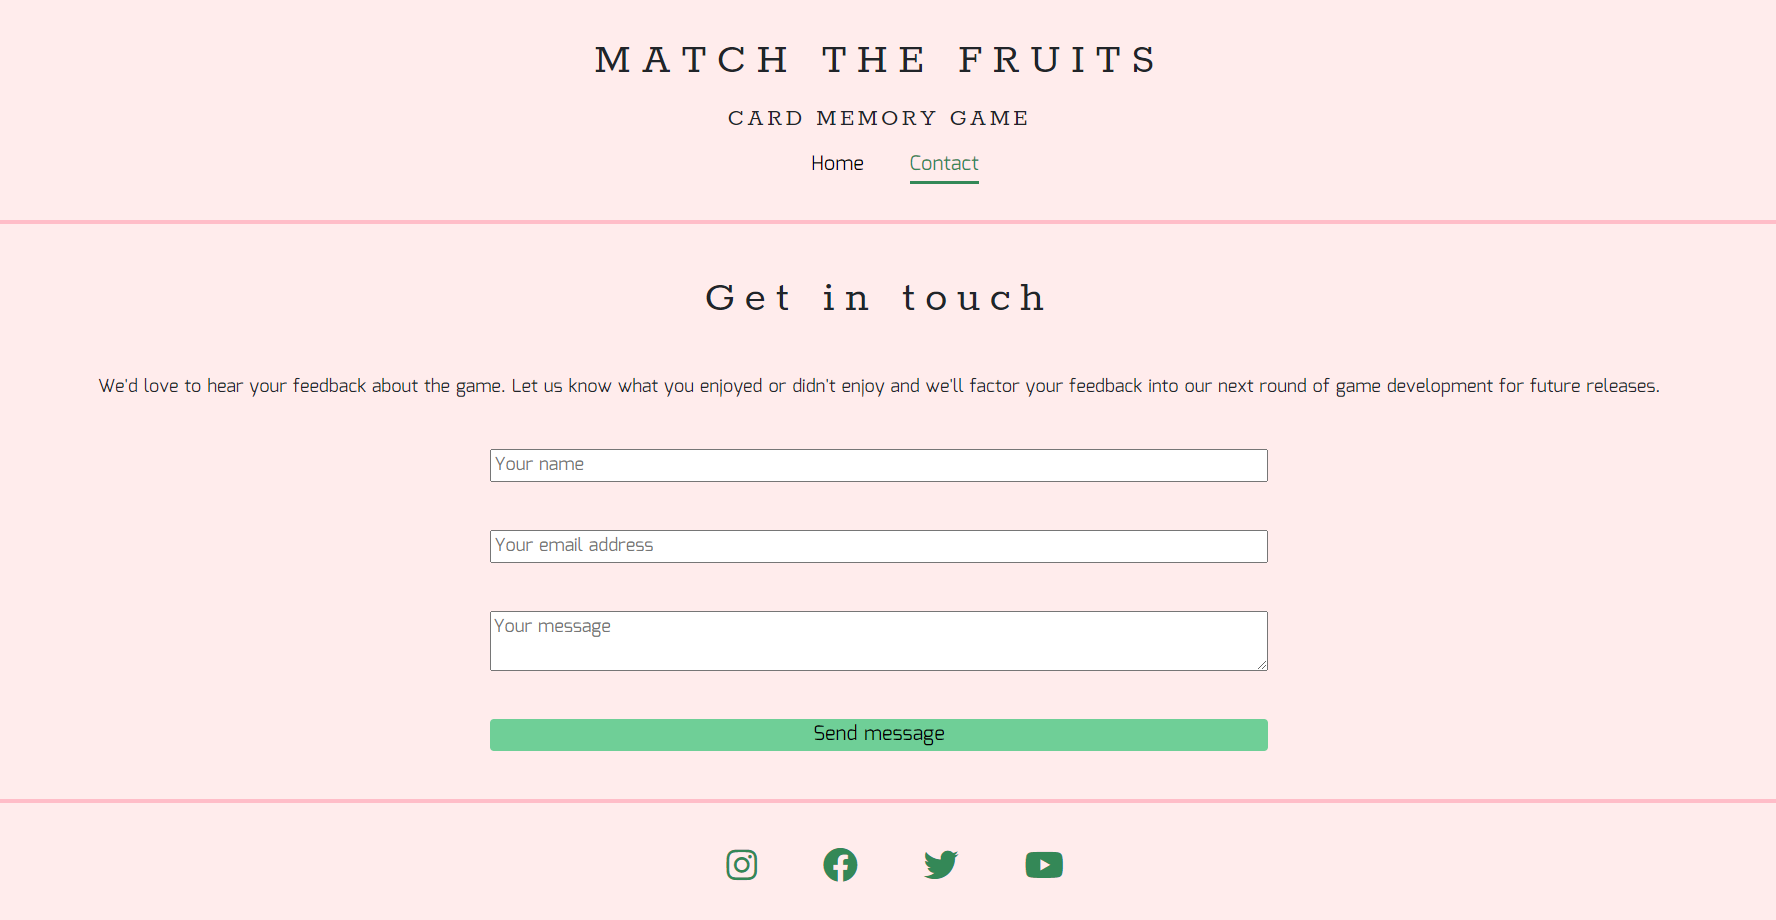 MATCH THE FRUITS
CARD MEMORY GAME
Home Contact
Get in touch
We'd love to hear your feedback about the game. Let us know what you enjoyed or didn't enjoy and we'll factor your feedback into our next round of game development for future releases.
Your name
Your email address
Your message
Send message